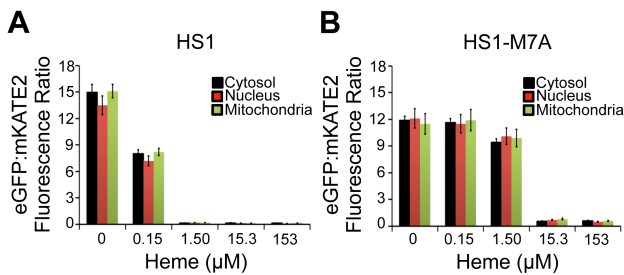 A
HS1
eGFP:mKATE2
Fluorescence Ratio
18
15
12
9
6
3
0
Cytosol
Nucleus
Mitochondria
0 0.15 1.50 15.3 153
Heme (μM)
B
HS1-M7A
eGFP:mKATE2
Fluorescence Ratio
18
15
12
9
6
3
0
Cytosol
Nucleus
Mitochondria
0 0.15 1.50 15.3 153
Heme (μM)